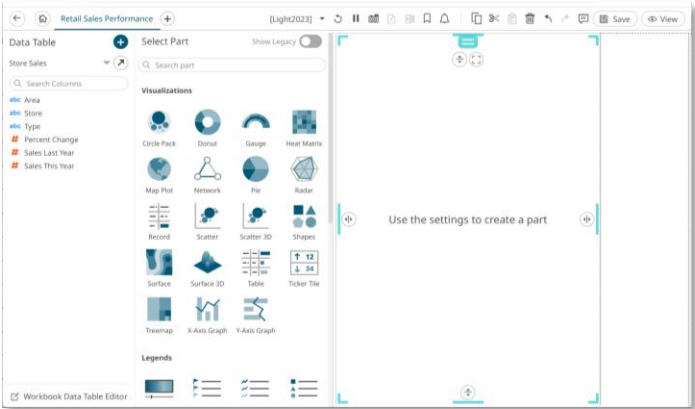 Retail Sales Performance
[Light2023]
Save
View
Data Table
Store Sales
Search Columns
abc Area
abc Store
abc Type
# Percent Change
# Sales Last Year
# Sales This Year
Workbook Data Table Editor
Select Part
Show Legacy
Search part
Visualizations
Circle Pack Donut Gauge Heat Matrix
Map Plot Network Pie Radar
Record Scatter Scatter 3D Shapes
↑ 12
↓ 34
Surface Surface 3D Table Ticker Tile
Treemap X-Axis Graph Y-Axis Graph
Legends
Use the settings to create a part